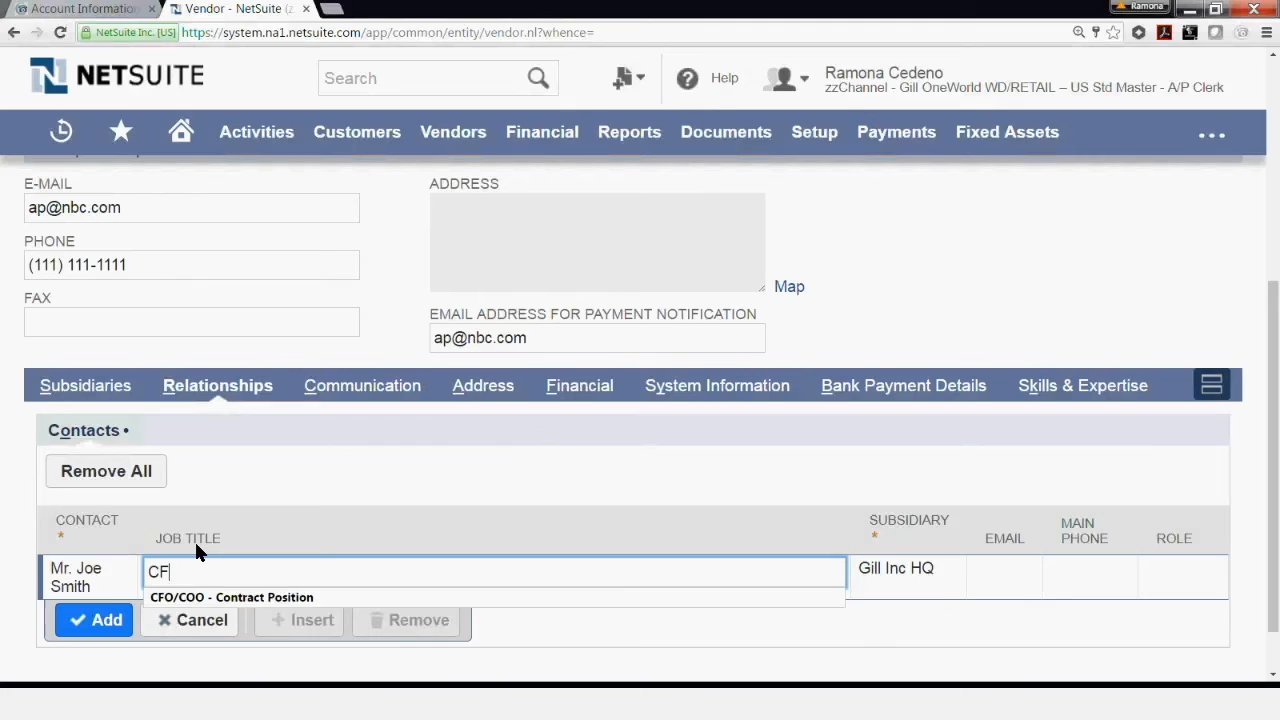 Account Information
Vendor - NetSuite (z
Ramona
NetSuite Inc. [US]
https://system.na1.netsuite.com/app/common/entity/vendor.nl?whence=
NETSUITE
Search
Help
Ramona Cedeno
zzChannel - Gill OneWorld WD/RETAIL – US Std Master - A/P Clerk
Activities
Customers
Vendors
Financial
Reports
Documents
Setup
Payments
Fixed Assets
E-MAIL
ap@nbc.com
PHONE
(111) 111-1111
FAX
ADDRESS
Map
EMAIL ADDRESS FOR PAYMENT NOTIFICATION
ap@nbc.com
Subsidiaries
Relationships
Communication
Address
Financial
System Information
Bank Payment Details
Skills & Expertise
Contacts •
Remove All
CONTACT *
JOB TITLE
SUBSIDIARY *
EMAIL
MAIN PHONE
ROLE
Mr. Joe
Smith
CF
Gill Inc HQ
CFO/COO - Contract Position
Add
Cancel
Insert
Remove